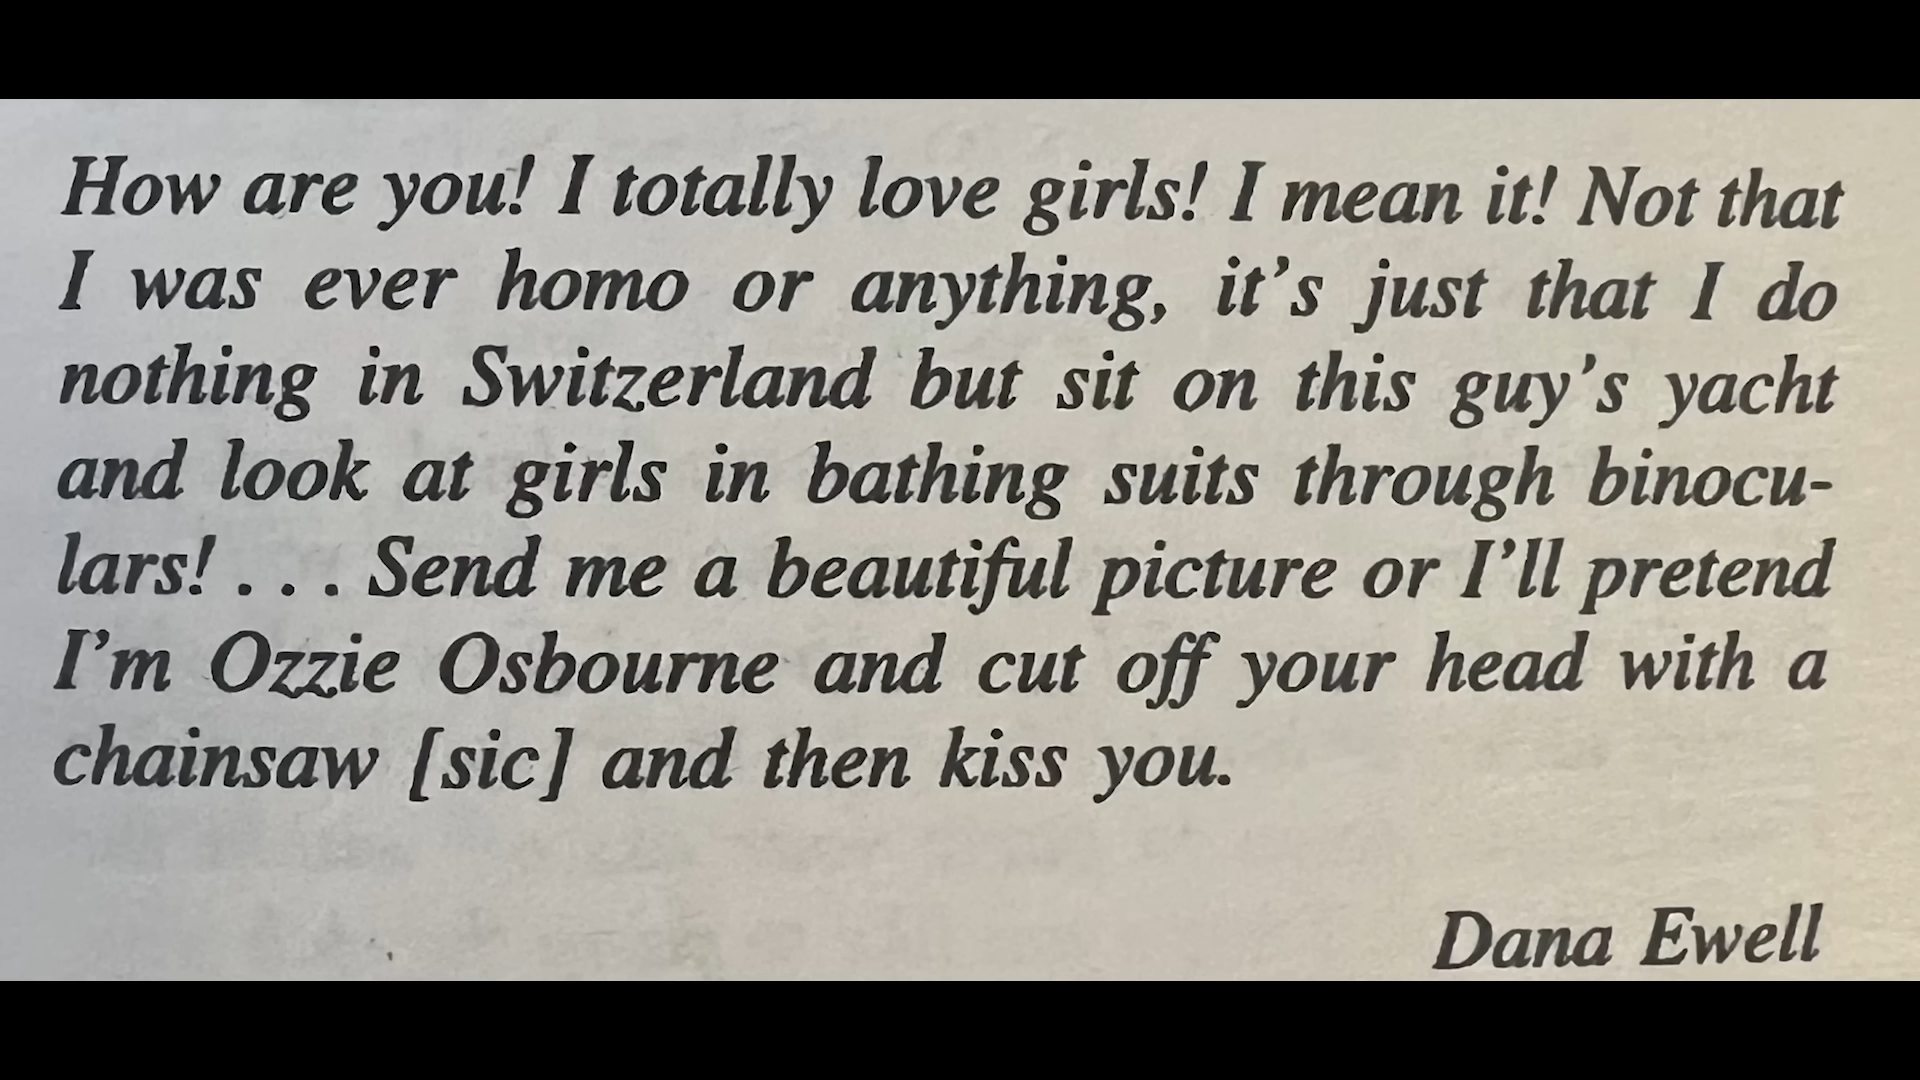 How are you! I totally love girls! I mean it! Not that
I was ever homo or anything, it's just that I do
nothing in Switzerland but sit on this guy's yacht
and look at girls in bathing suits through binocu-
lars! . . . Send me a beautiful picture or I'll pretend
I'm Ozzie Osbourne and cut off your head with a
chainsaw [sic] and then kiss you.
Dana Ewell